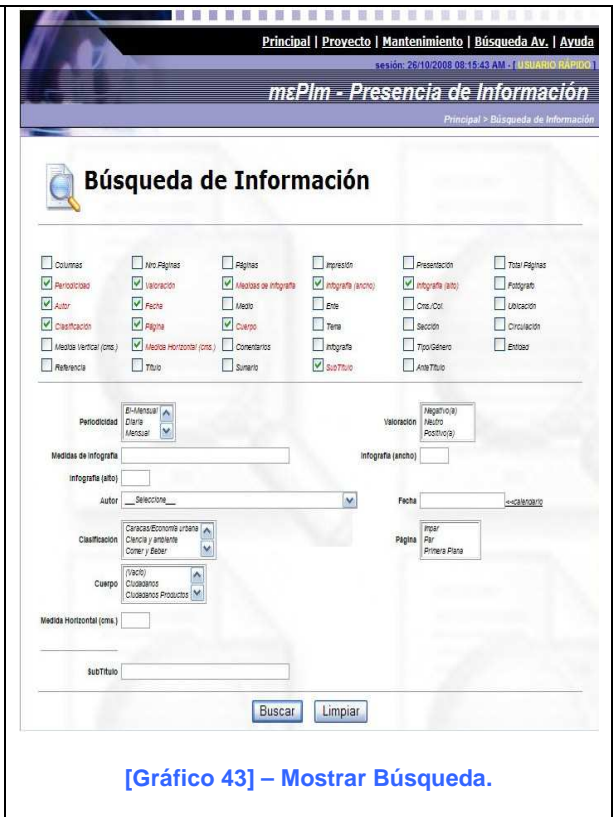 Principal | Proyecto | Mantenimiento | Búsqueda Av. | Ayuda
sesión: 26/10/2008 08:15:43 AM - [ USUARIO RÁPIDO ]
mεPIm - Presencia de Información
Principal > Búsqueda de Información
Búsqueda de Información
Columnas Nro.Páginas Páginas Impresión Presentación Total Páginas
Periodicidad Valoración Medidas de Infografía Infografía (ancho) Infografía (alto) Fotógrafo
Autor Fecha Medio Ente Cms./Col. Ubicación
Clasificación Página Cuerpo Tema Sección Circulación
Medida Vertical (cms.) Medida Horizontal (cms.) Comentarios Infografía Tipo/Género Entidad
Referencia Título Sumario SubTítulo AnteTítulo
Periodicidad Bi-Mensual Valoración Negativo(a)
Diaria Neutro
Mensual Positivo(a)
Medidas de Infografía Infografía (ancho)
Infografía (alto)
Autor __Seleccione__ Fecha <<calendario
Clasificación Caracas/Economía urbana Página Impar
Ciencia y ambiente Par
Comer y Beber Primera Plana
Cuerpo (Vacío)
Ciudadanos
Ciudadanos Productos
Medida Horizontal (cms.)
SubTítulo
Buscar Limpiar
[Gráfico 43] – Mostrar Búsqueda.